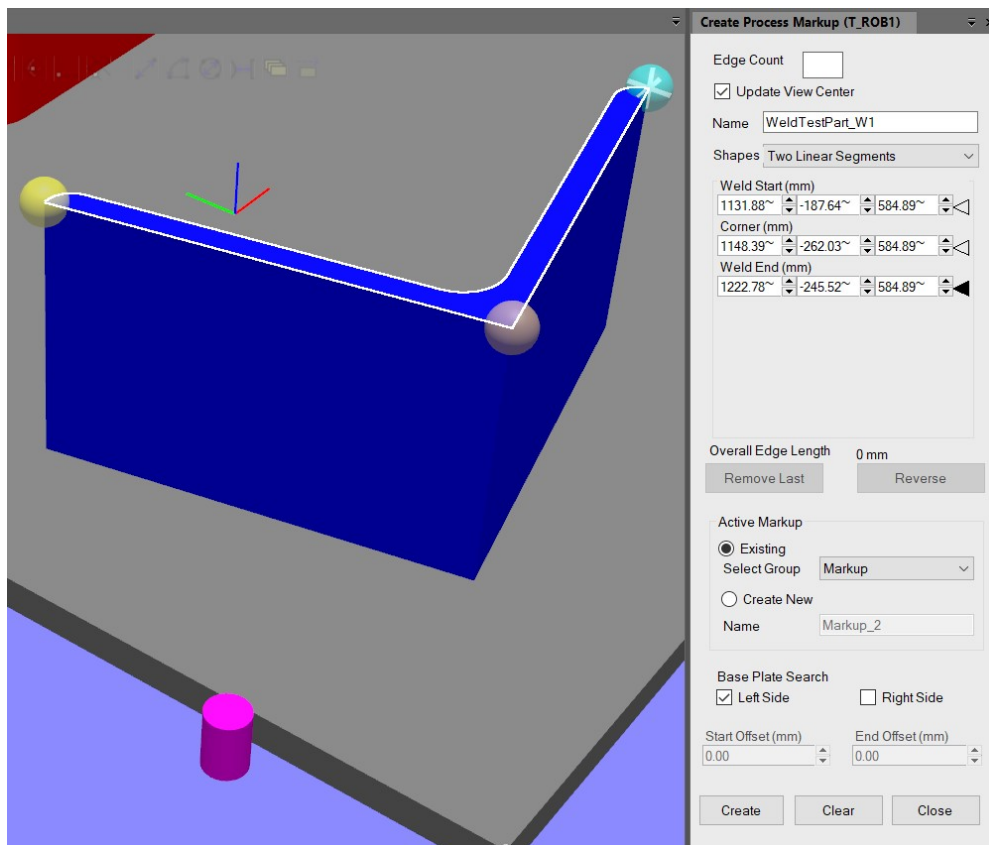 Create Process Markup (T_ROB1)
Edge Count
Update View Center
Name WeldTestPart_W1
Shapes Two Linear Segments
Weld Start (mm)
1131.88~ -187.64~ 584.89~
Corner (mm)
1148.39~ -262.03~ 584.89~
Weld End (mm)
1222.78~ -245.52~ 584.89~
Overall Edge Length 0 mm
Remove Last Reverse
Active Markup
Existing
Select Group Markup
Create New
Name Markup_2
Base Plate Search
Left Side Right Side
Start Offset (mm) End Offset (mm)
0.00 0.00
Create Clear Close